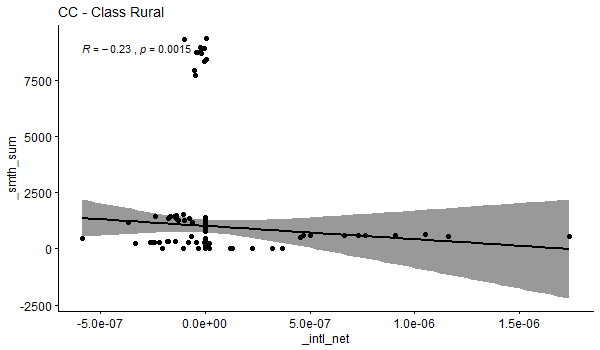 CC - Class Rural
R = − 0.23 , p = 0.0015
7500
5000
2500
0
-2500
_smth_sum
-5.0e-07 0.0e+00 5.0e-07 1.0e-06 1.5e-06
_intl_net